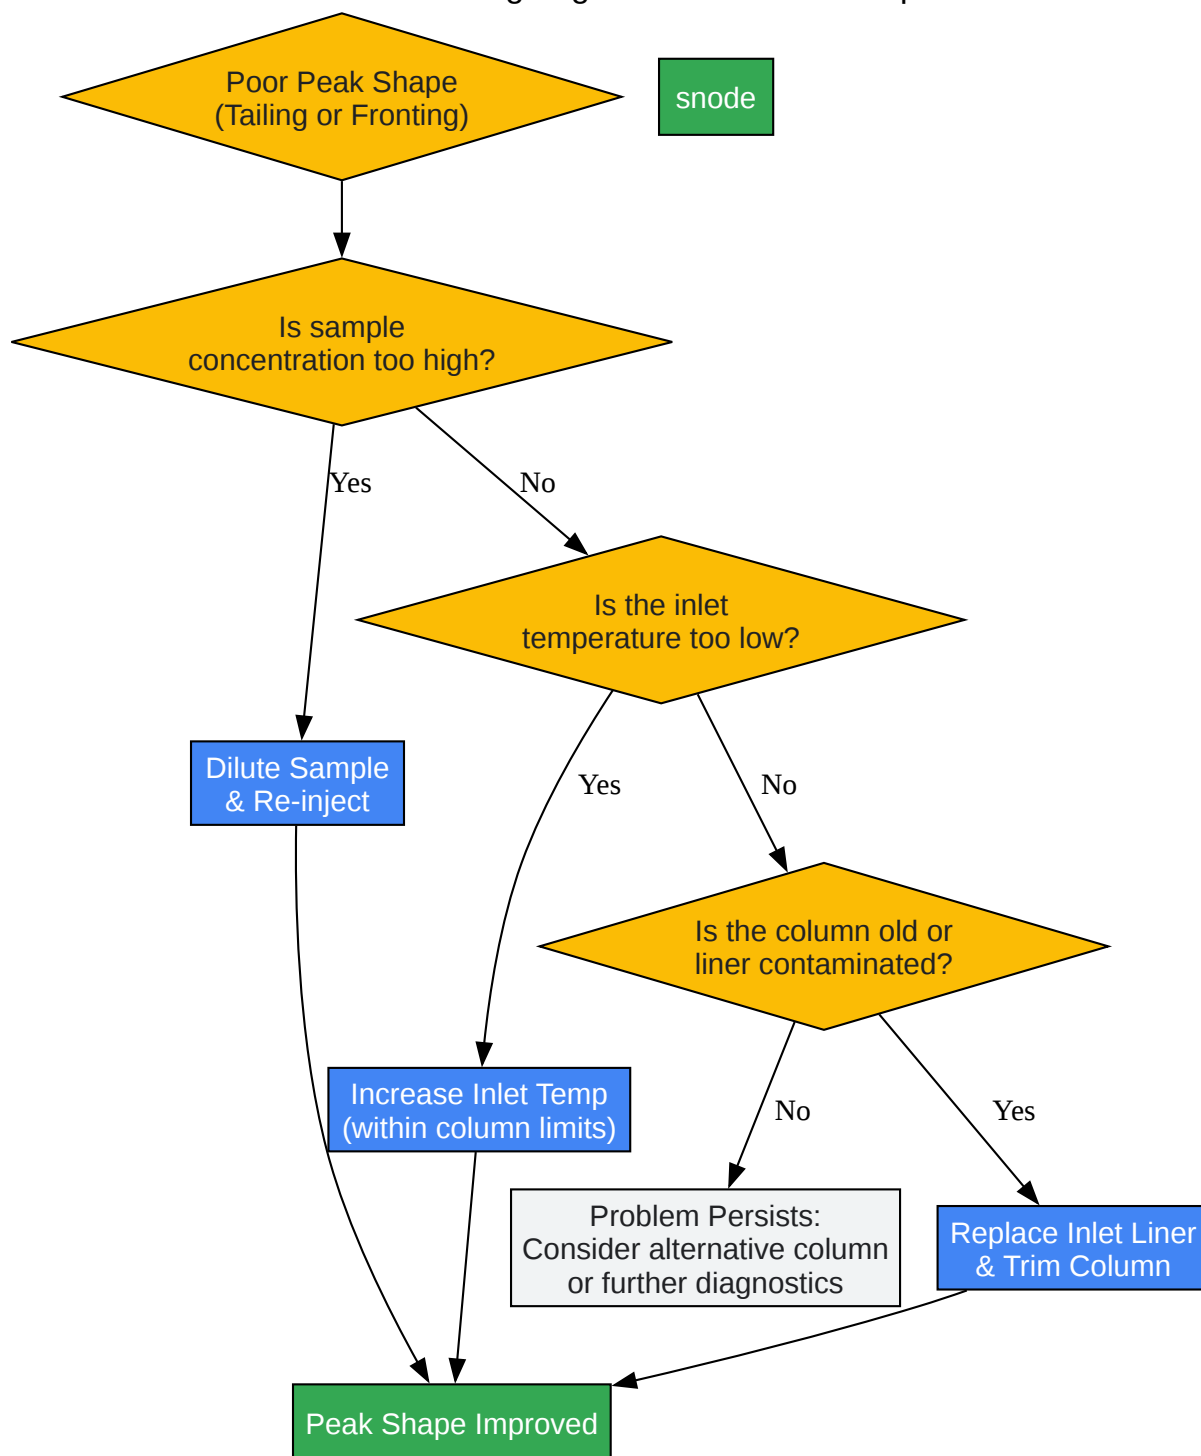 Poor Peak Shape
(Tailing or Fronting)
snode
Is sample
concentration too high?
Yes
No
Is the inlet
temperature too low?
Dilute Sample
& Re-inject
Yes
No
Is the column old or
liner contaminated?
Increase Inlet Temp
(within column limits)
No
Yes
Problem Persists:
Consider alternative column
or further diagnostics
Replace Inlet Liner
& Trim Column
Peak Shape Improved